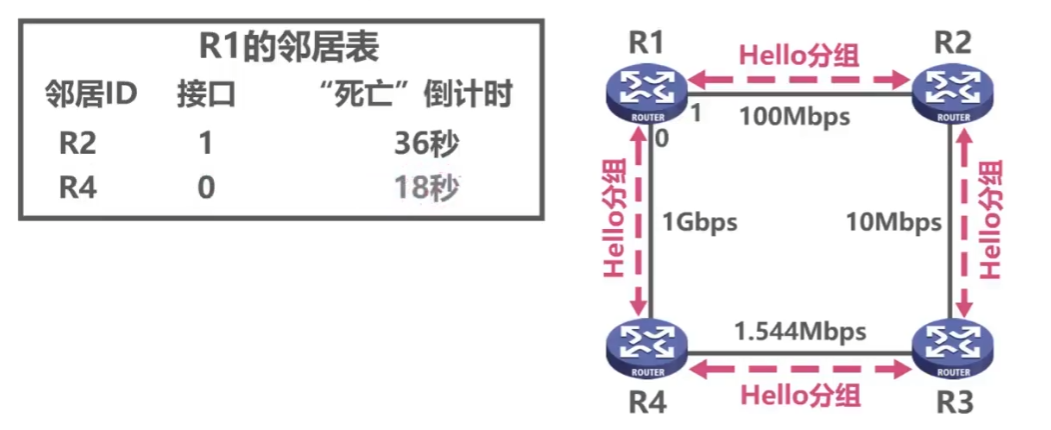 R1的邻居表
邻居ID 接口 “死亡”倒计时
R2 1 36秒
R4 0 18秒
R1
Hello分组
R2
ROUTER
1
100Mbps
ROUTER
0
Hello分组
1Gbps
10Mbps
Hello分组
1.544Mbps
ROUTER
ROUTER
Hello分组
R4
R3